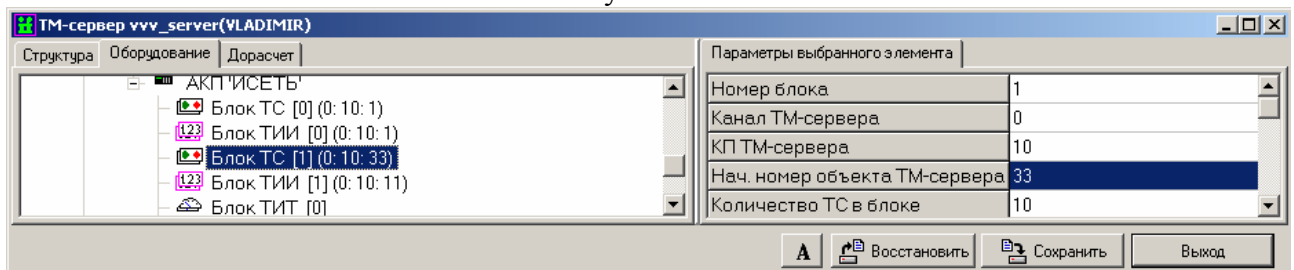 ТМ-сервер vvv_server(VLADIMIR)
Структура Оборудование Дорасчет
Параметры выбранного элемента
АКП 'ИСЕТЬ'
Блок ТС [0] (0: 10: 1)
Блок ТИИ [0] (0: 10: 1)
Блок ТС [1] (0: 10: 33)
Блок ТИИ [1] (0: 10: 11)
Блок ТИТ [0]
Номер блока 1
Канал ТМ-сервера 0
КП ТМ-сервера 10
Нач. номер объекта ТМ-сервера 33
Количество ТС в блоке 10
А Восстановить Сохранить Выход